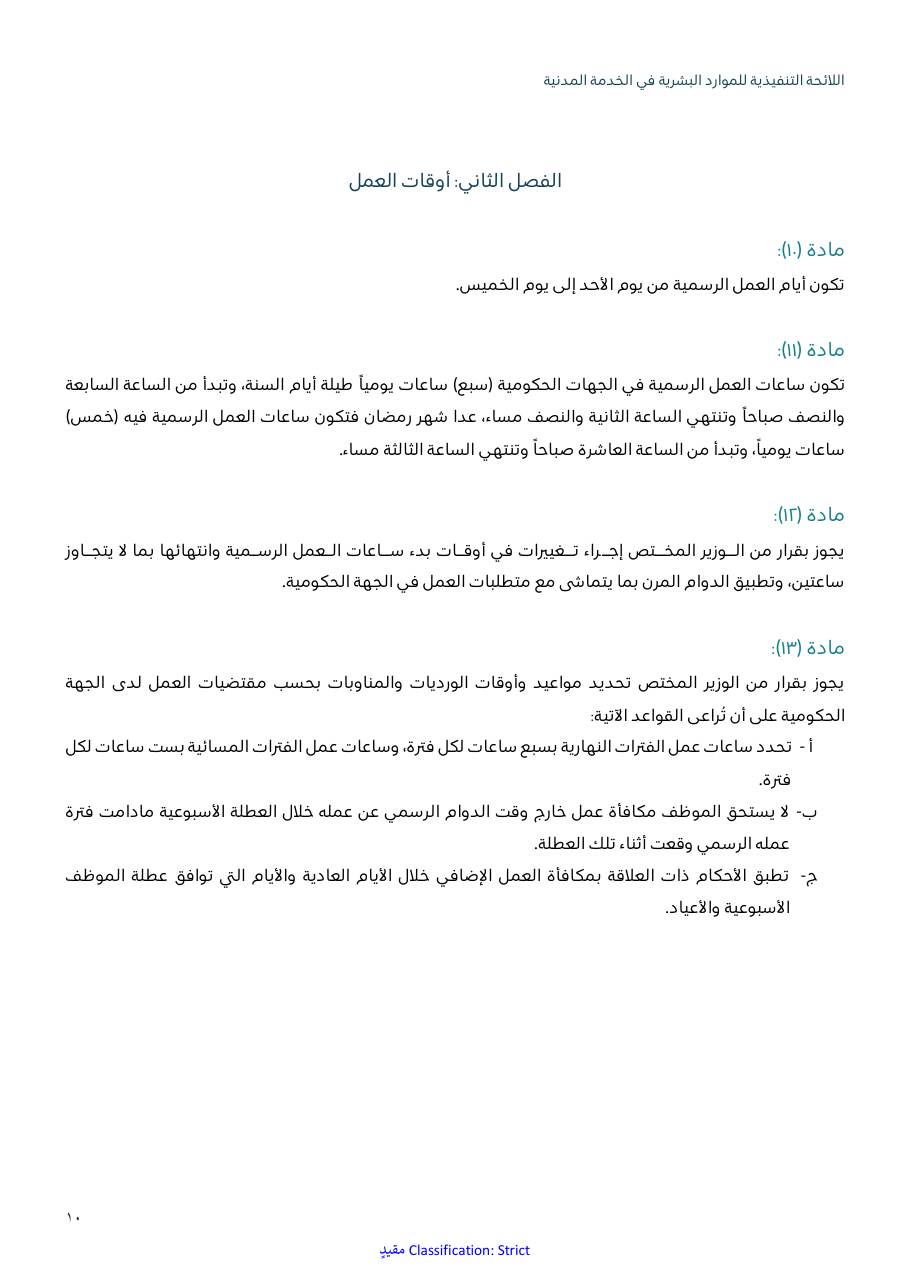 اللائحة التنفيذية للموارد البشرية في الخدمة المدنية
الفصل الثاني: أوقات العمل
مادة (١٠):
تكون أيام العمل الرسمية من يوم الأحد إلى يوم الخميس.
مادة (١١):
تكون ساعات العمل الرسمية في الجهات الحكومية (سبع) ساعات يومياً طيلة أيام السنة، وتبدأ من الساعة السابعة
والنصف صباحاً وتنتهي الساعة الثانية والنصف مساء، عدا شهر رمضان فتكون ساعات العمل الرسمية فيه (خمس)
ساعات يومياً، وتبدأ من الساعة العاشرة صباحاً وتنتهي الساعة الثالثة مساء.
مادة (١٢):
يجوز بقرار من الـوزير المخـتص إجـراء تـغييرات في أوقـات بدء سـاعات الـعمل الرسـمية وانتهائها بما لا يتجـاوز
ساعتين، وتطبيق الدوام المرن بما يتماشى مع متطلبات العمل في الجهة الحكومية.
مادة (١٣):
يجوز بقرار من الوزير المختص تحديد مواعيد وأوقات الورديات والمناوبات بحسب مقتضيات العمل لدى الجهة
الحكومية على أن تُراعى القواعد الآتية:
أ - تحدد ساعات عمل الفترات النهارية بسبع ساعات لكل فترة، وساعات عمل الفترات المسائية بست ساعات لكل
فترة.
ب- لا يستحق الموظف مكافأة عمل خارج وقت الدوام الرسمي عن عمله خلال العطلة الأسبوعية مادامت فترة
عمله الرسمي وقعت أثناء تلك العطلة.
ج- تطبق الأحكام ذات العلاقة بمكافأة العمل الإضافي خلال الأيام العادية والأيام التي توافق عطلة الموظف
الأسبوعية والأعياد.
١٠
Classification: Strict مقيدٍ